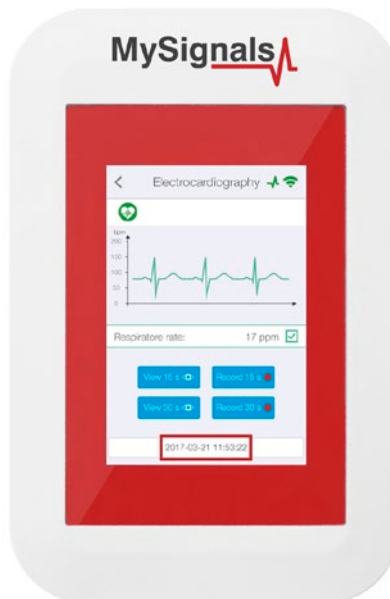 MySignals
Electrocardiography
bpm
200
150
100
50
0
Respiratore rate: 17 ppm
View 15 s
Record 15 s
View 30 s
Record 30 s
2017-03-21 11:53:22